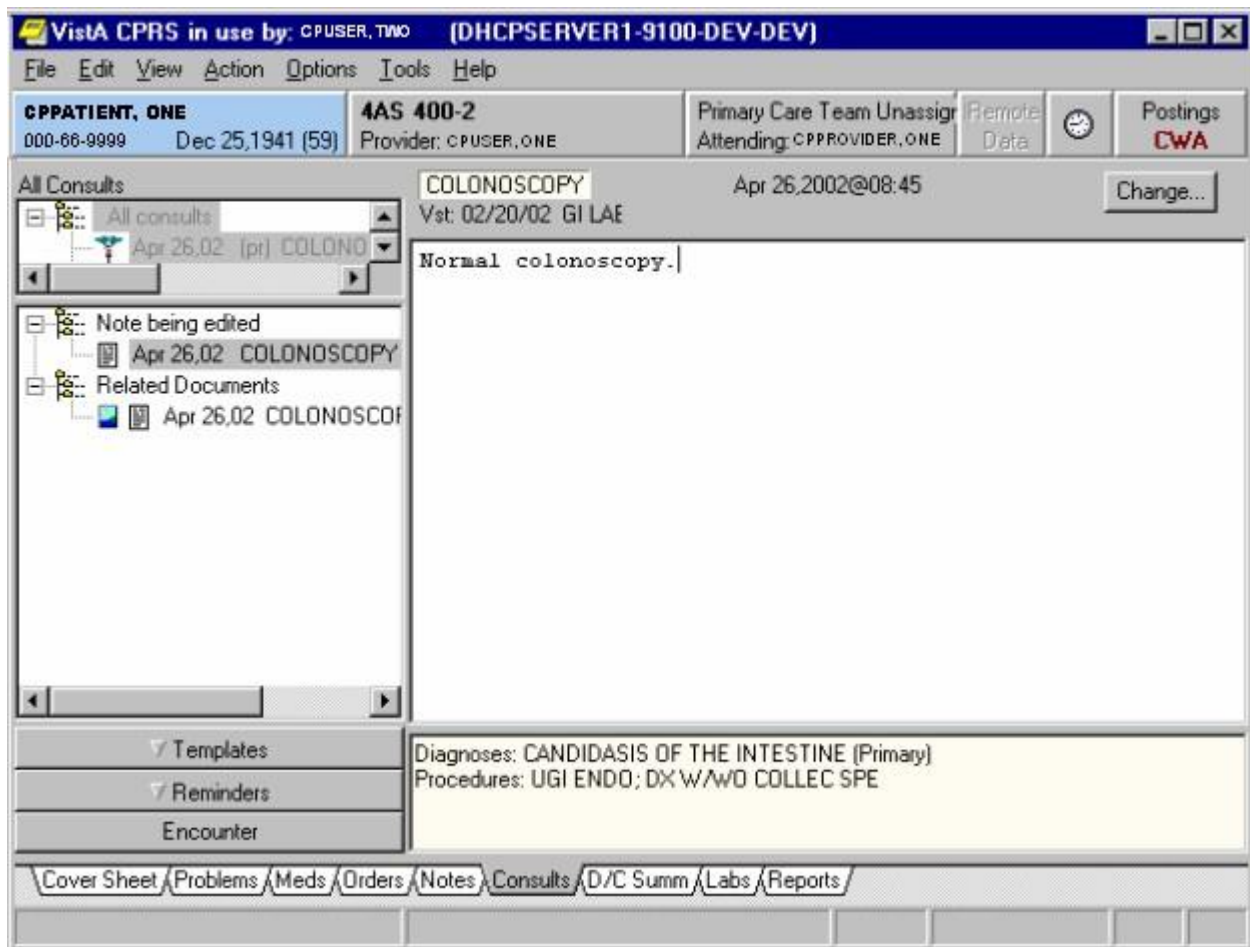 VistA CPRS in use by: CPUSER, TWO (DHCPSERVER1-9100-DEV-DEV)
File Edit View Action Options Tools Help
CPPATIENT, ONE
000-66-9999 Dec 25,1941 (59)
4AS 400-2
Provider: CPUSER, ONE
Primary Care Team Unassigr
Attending: CPPROVIDER, ONE
Remote
Data
Postings
CWA
All Consults
All consults
Apr 26,02 (pr) COLONO
COLONOSCOPY Apr 26,2002@08:45
Vst: 02/20/02 GI LAE
Change...
Normal colonoscopy.
Note being edited
Apr 26,02 COLONOSCOPY
Related Documents
Apr 26,02 COLONOSCOF
Templates
Reminders
Encounter
Diagnoses: CANDIDASIS OF THE INTESTINE (Primary)
Procedures: UGI ENDO; DX W/WO COLLEC SPE
Cover Sheet Problems Meds Orders Notes Consults D/C Summ Labs Reports